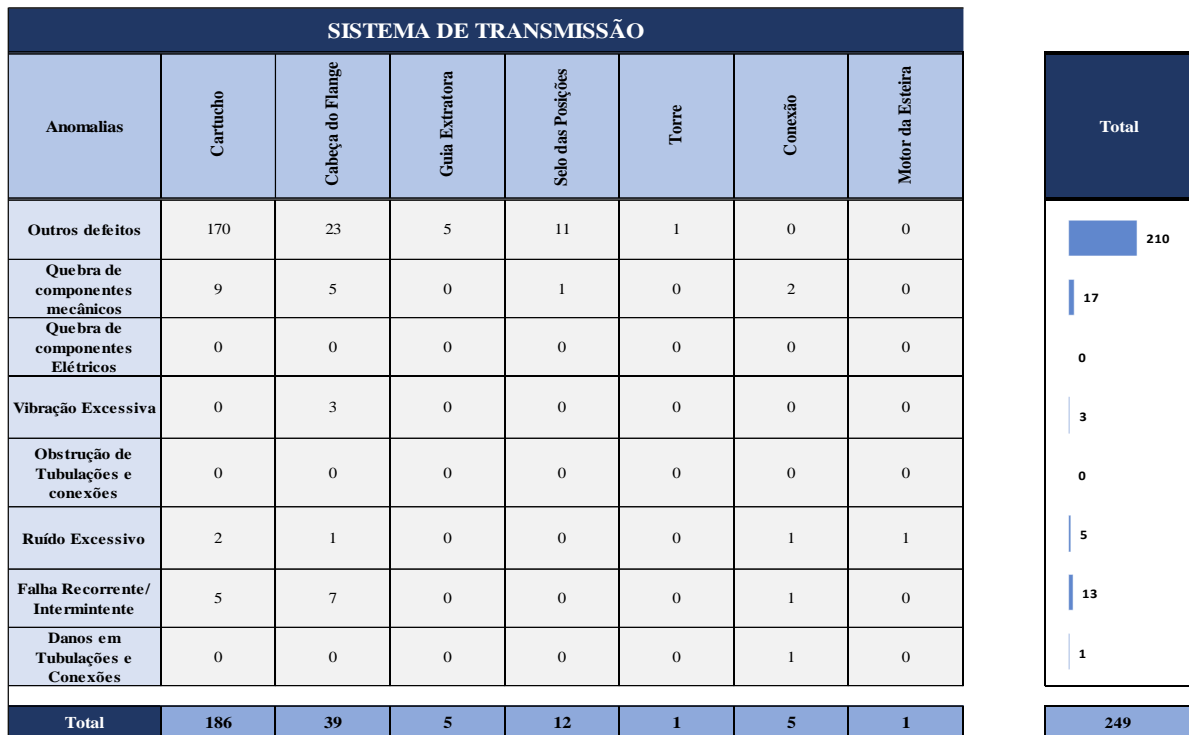 SISTEMA DE TRANSMISSÃO
Anomalias
Cartucho
Cabeça do Flange
Guia Extratora
Selo das Posições
Torre
Conexão
Motor da Esteira
Total
Outros defeitos 170 23 5 11 1 0 0 210
Quebra de
componentes
mecânicos
9 5 0 1 0 2 0 17
Quebra de
componentes
Elétricos
0 0 0 0 0 0 0 0
Vibração Excessiva 0 3 0 0 0 0 0 3
Obstrução de
Tubulações e
conexões
0 0 0 0 0 0 0 0
Ruído Excessivo 2 1 0 0 0 1 1 5
Falha Recorrente/
Intermintente
5 7 0 0 0 1 0 13
Danos em
Tubulações e
Conexões
0 0 0 0 0 1 0 1
Total 186 39 5 12 1 5 1 249